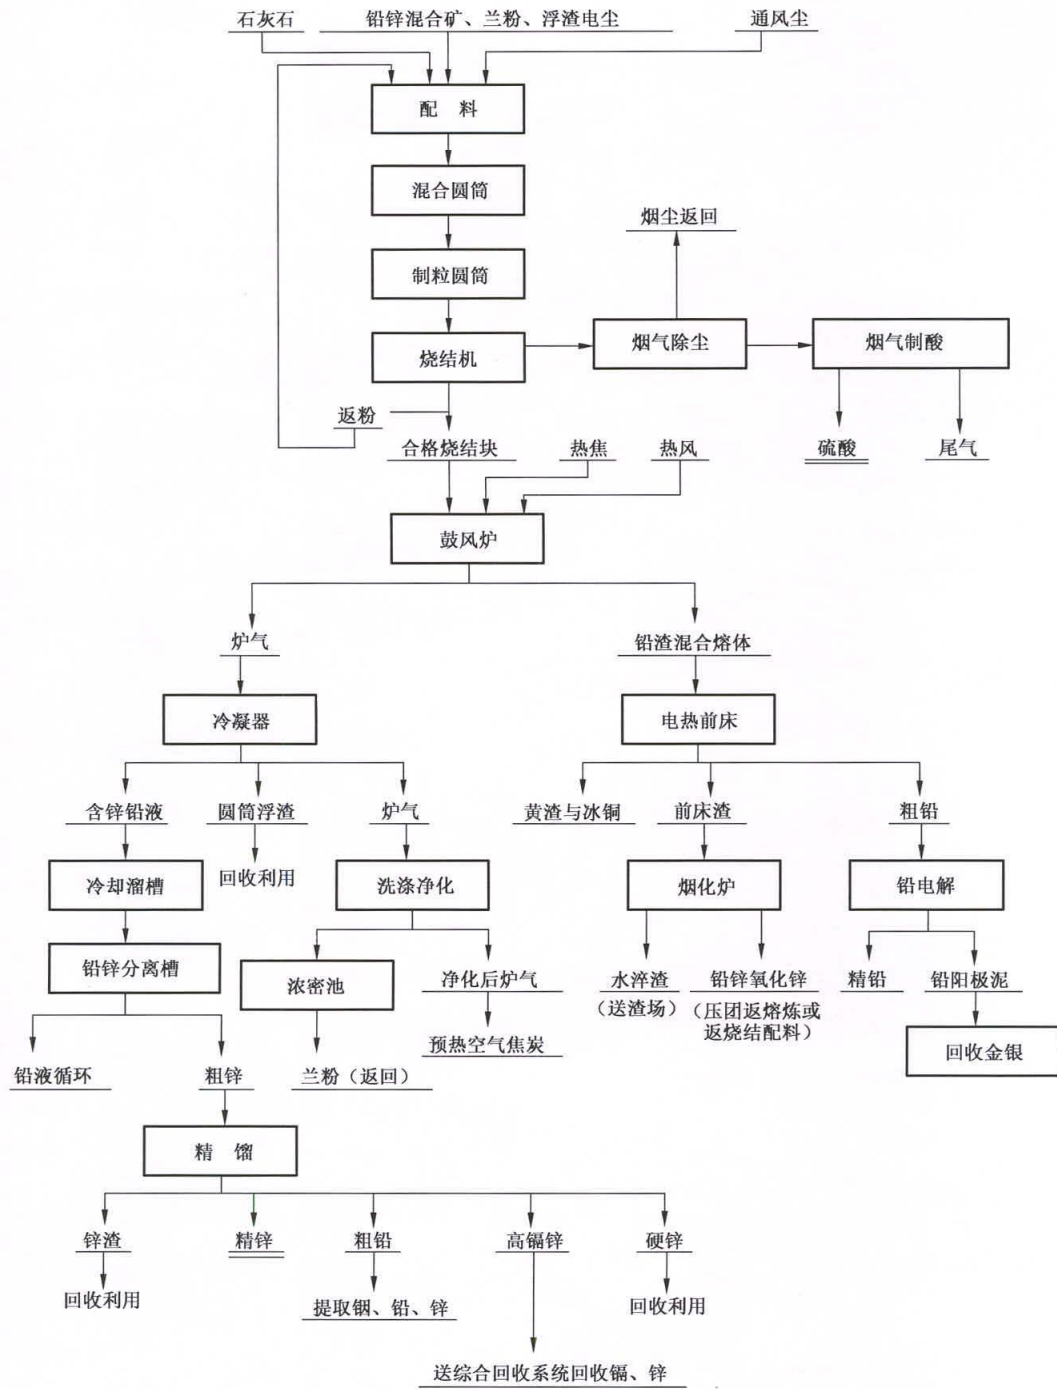 石灰石
铅锌混合矿、兰粉、浮渣电尘
通风尘
配 料
混合圆筒
烟尘返回
制粒圆筒
烧结机
烟气除尘
烟气制酸
返粉
合格烧结块
热焦
热风
硫酸
尾气
鼓风炉
炉气
铅渣混合熔体
冷凝器
电热前床
含锌铅液
圆筒浮渣
炉气
黄渣与冰铜
前床渣
粗铅
冷却溜槽
回收利用
洗涤净化
烟化炉
铅电解
铅锌分离槽
浓密池
净化后炉气
水淬渣
(送渣场)
铅锌氧化锌
(压团返熔炼或
返烧结配料)
精铅
铅阳极泥
预热空气焦炭
回收金银
铅液循环
粗锌
兰粉(返回)
精 馏
锌渣
精锌
粗铅
高镉锌
硬锌
回收利用
提取铟、铅、锌
回收利用
送综合回收系统回收镉、锌